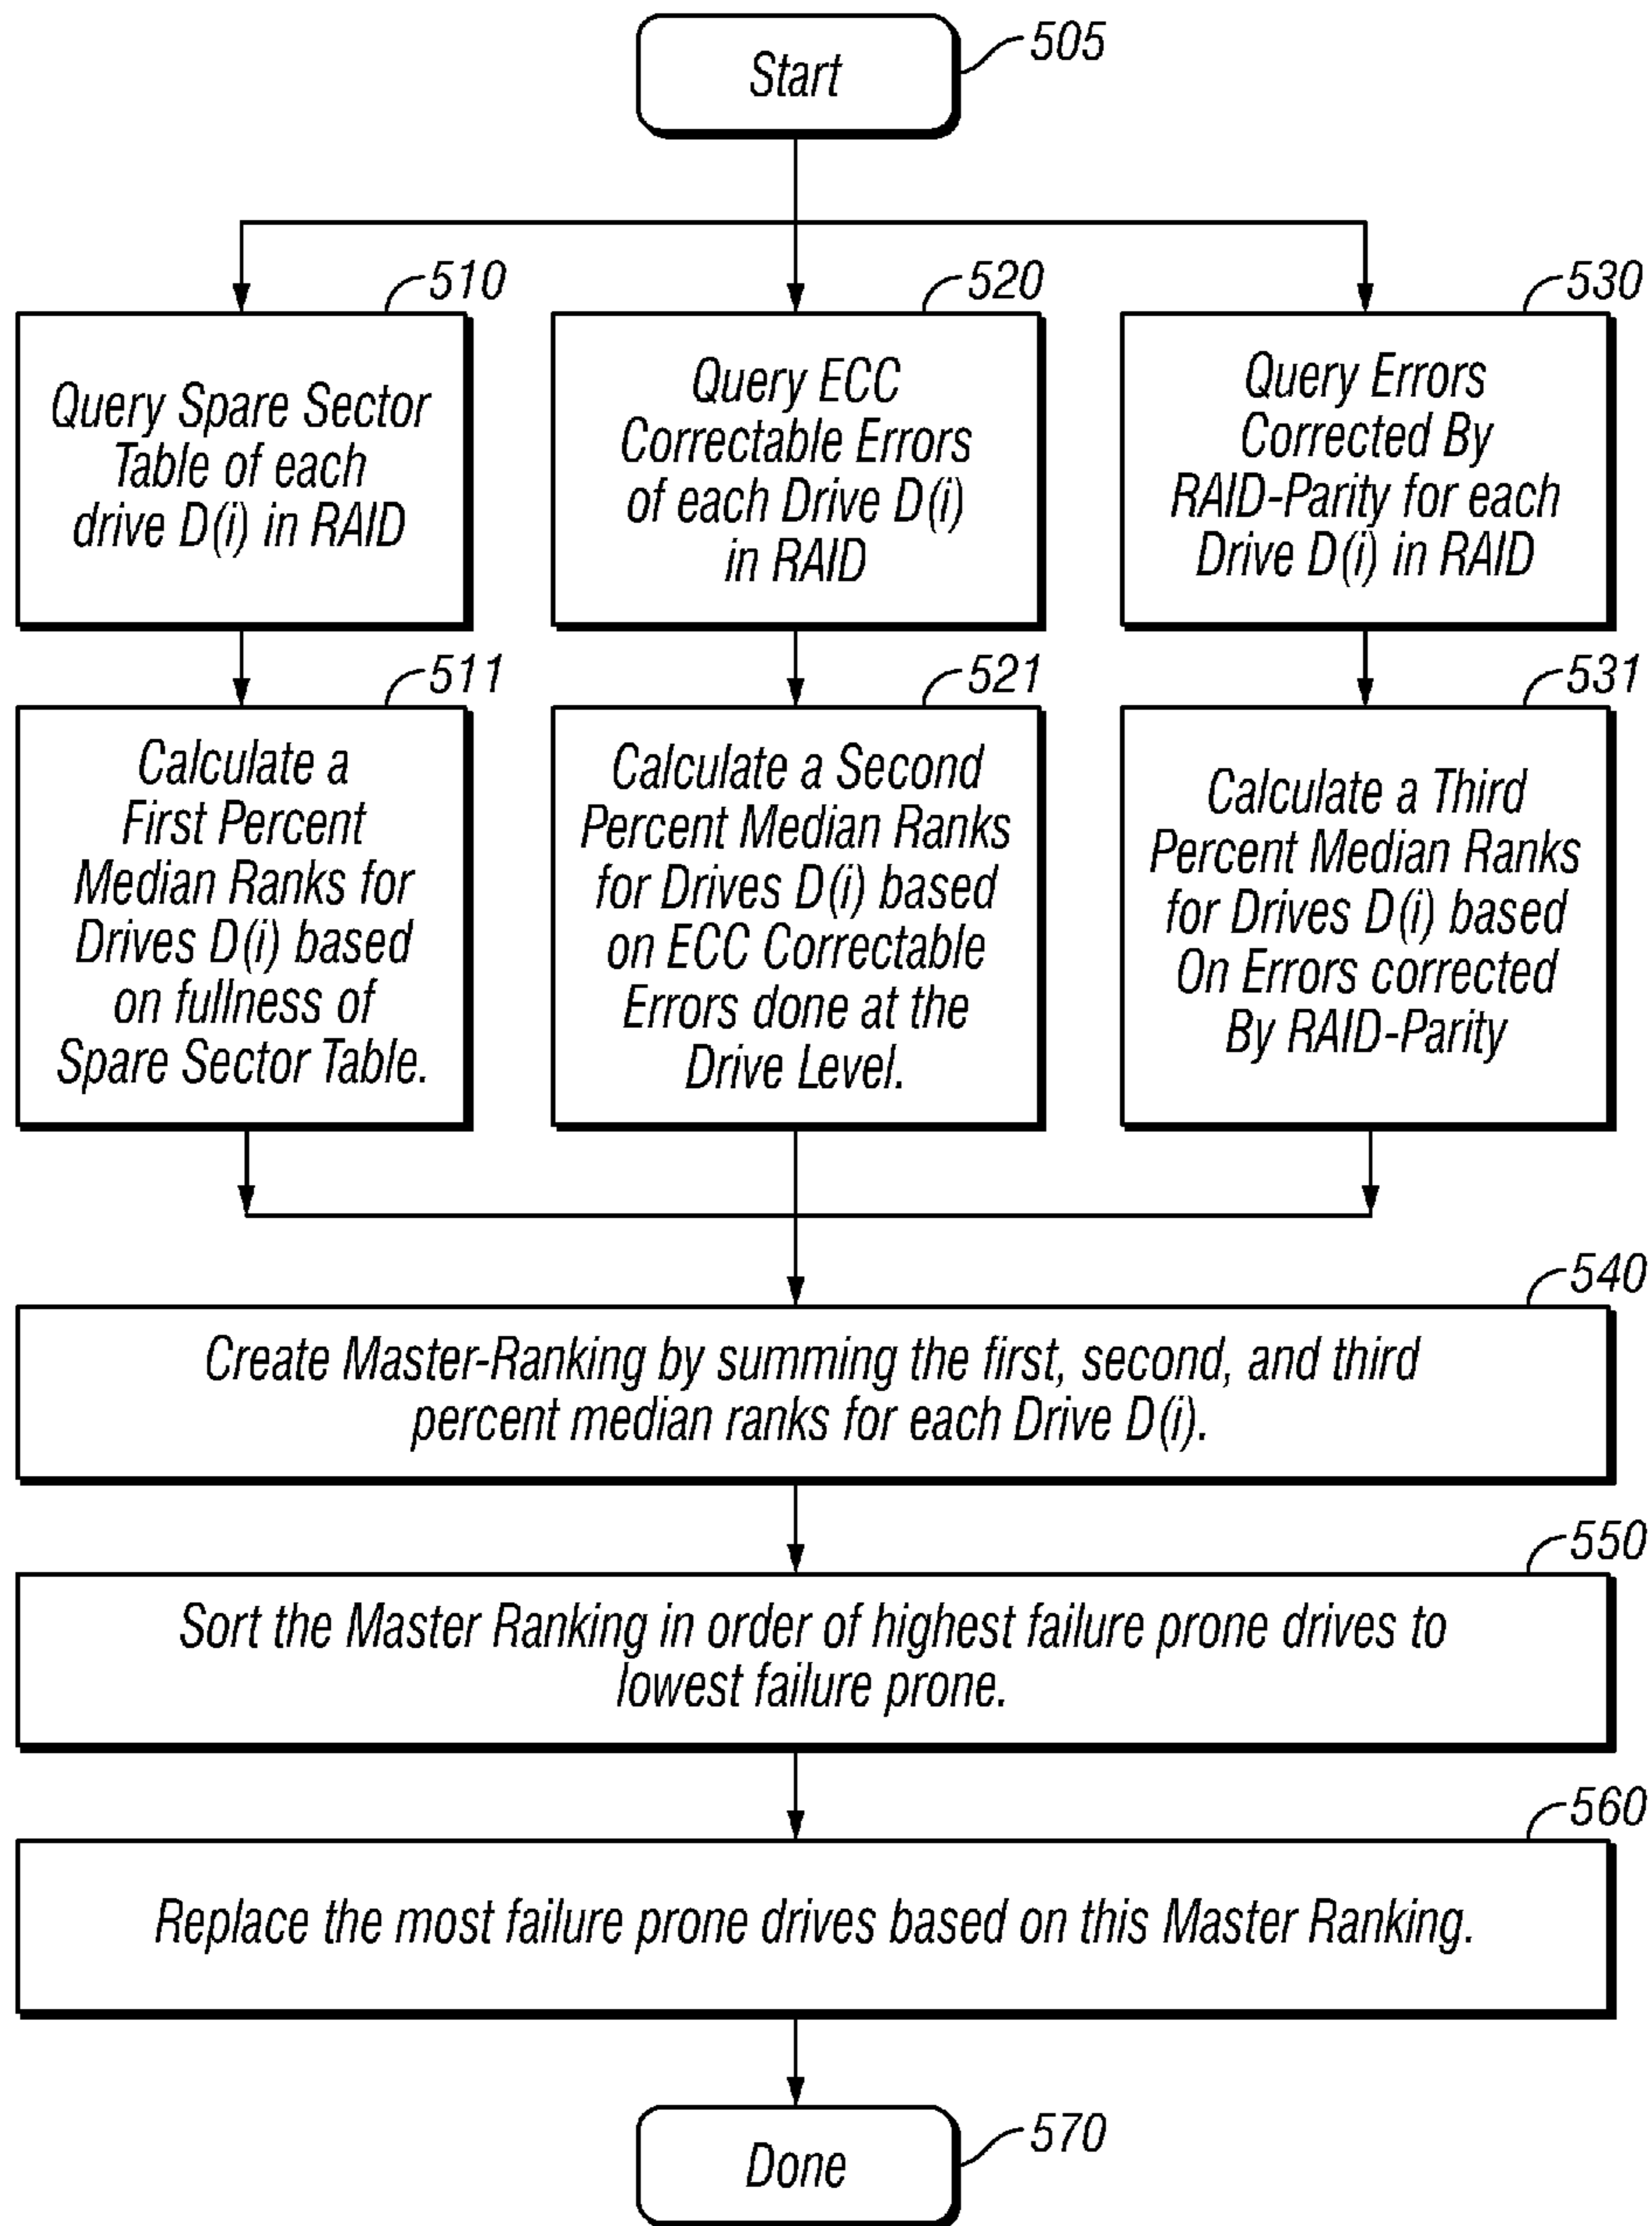 Start
505
510
Query Spare Sector
Table of each
drive D(i) in RAID
520
Query ECC
Correctable Errors
of each Drive D(i)
in RAID
530
Query Errors
Corrected By
RAID-Parity for each
Drive D(i) in RAID
511
Calculate a
First Percent
Median Ranks for
Drives D(i) based
on fullness of
Spare Sector Table.
521
Calculate a Second
Percent Median Ranks
for Drives D(i) based
on ECC Correctable
Errors done at the
Drive Level.
531
Calculate a Third
Percent Median Ranks
for Drives D(i) based
On Errors corrected
By RAID-Parity
540
Create Master-Ranking by summing the first, second, and third
percent median ranks for each Drive D(i).
550
Sort the Master Ranking in order of highest failure prone drives to
lowest failure prone.
560
Replace the most failure prone drives based on this Master Ranking.
Done
570